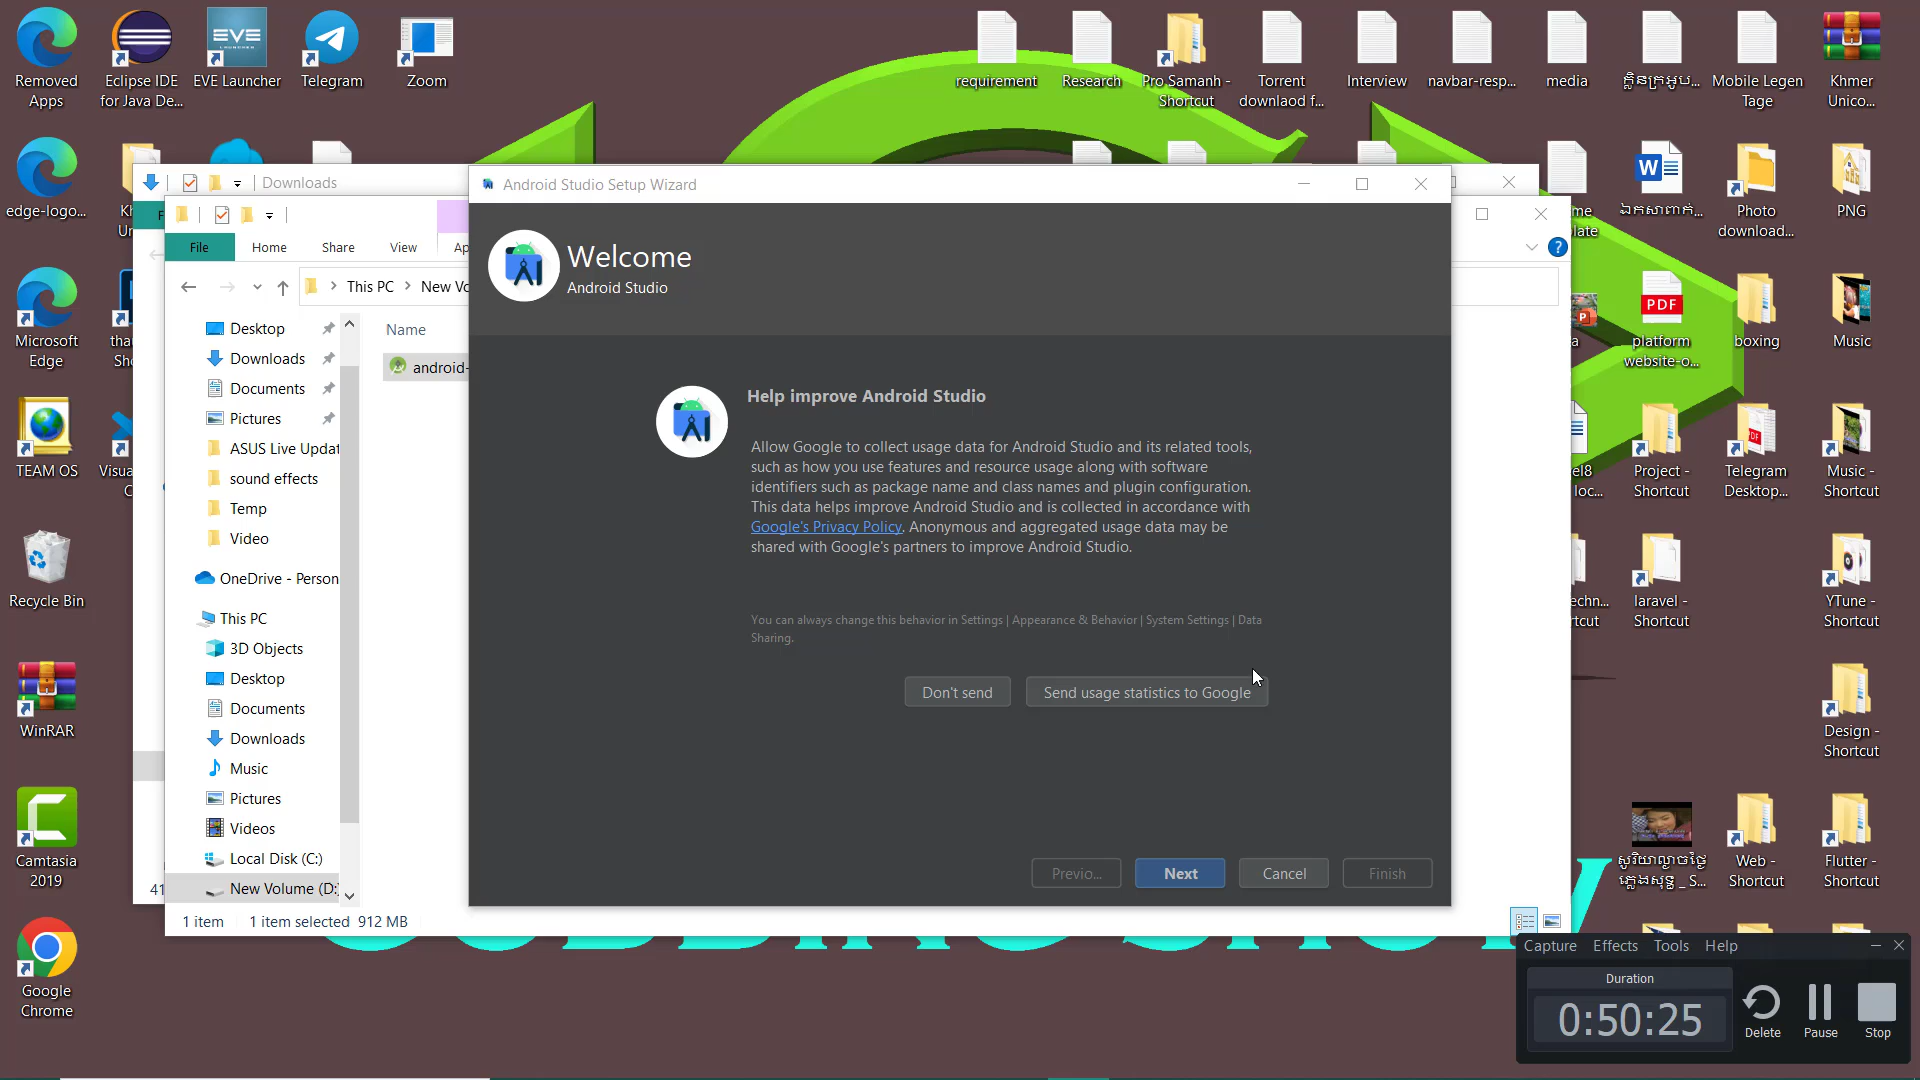 Removed
Apps
Eclipse IDE
for Java De...
EVE
LAUNCHER
EVE Launcher
Telegram
Zoom
requirement
Research
Pro Samanh -
Shortcut
Torrent
downlaod f...
Interview
navbar-resp...
media
Mobile Legen
Tage
Khmer
Unico...
edge-logo...
Photo
download...
PNG
Downloads
Android Studio Setup Wizard
File
Home
Share
View
This PC
Welcome
Android Studio
Desktop
Downloads
Documents
Pictures
ASUS Live Updat
sound effects
Temp
Video
OneDrive - Person
This PC
3D Objects
Desktop
Documents
Downloads
Music
Pictures
Videos
Local Disk (C:)
New Volume (D:)
Name
android-
1 item
1 item selected
912 MB
Help improve Android Studio
Allow Google to collect usage data for Android Studio and its related tools,
such as how you use features and resource usage along with software
identifiers such as package name and class names and plugin configuration.
This data helps improve Android Studio and is collected in accordance with
Google's Privacy Policy. Anonymous and aggregated usage data may be
shared with Google's partners to improve Android Studio.
You can always change this behavior in Settings | Appearance & Behavior | System Settings | Data
Sharing.
Don't send
Send usage statistics to Google
Previo...
Next
Cancel
Finish
Microsoft
Edge
TEAM OS
Recycle Bin
WinRAR
Camtasia
2019
Google
Chrome
PDF
platform
website-o...
boxing
Music
Project -
Shortcut
Telegram
Desktop...
Music -
Shortcut
laravel -
Shortcut
YTune -
Shortcut
Design -
Shortcut
Web -
Shortcut
Flutter -
Shortcut
Capture
Effects
Tools
Help
Duration
0:50:25
Delete
Pause
Stop